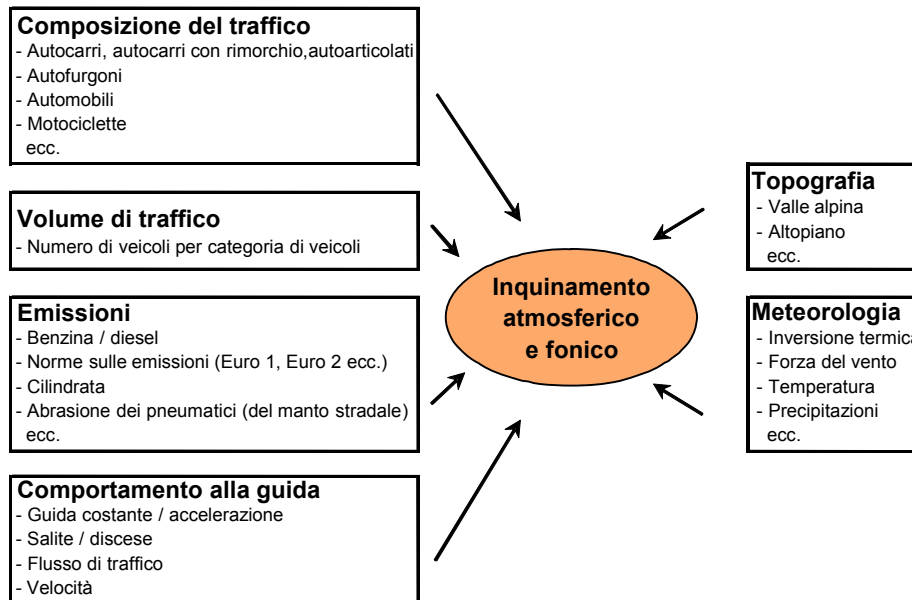 Composizione del traffico
- Autocarri, autocarri con rimorchio,autoarticolati
- Autofurgoni
- Automobili
- Motociclette
ecc.
Volume di traffico
- Numero di veicoli per categoria di veicoli
Emissioni
- Benzina / diesel
- Norme sulle emissioni (Euro 1, Euro 2 ecc.)
- Cilindrata
- Abrasione dei pneumatici (del manto stradale)
ecc.
Comportamento alla guida
- Guida costante / accelerazione
- Salite / discese
- Flusso di traffico
- Velocità
Inquinamento
atmosferico
e fonico
Topografia
- Valle alpina
- Altopiano
ecc.
Meteorologia
- Inversione termica
- Forza del vento
- Temperatura
- Precipitazioni
ecc.